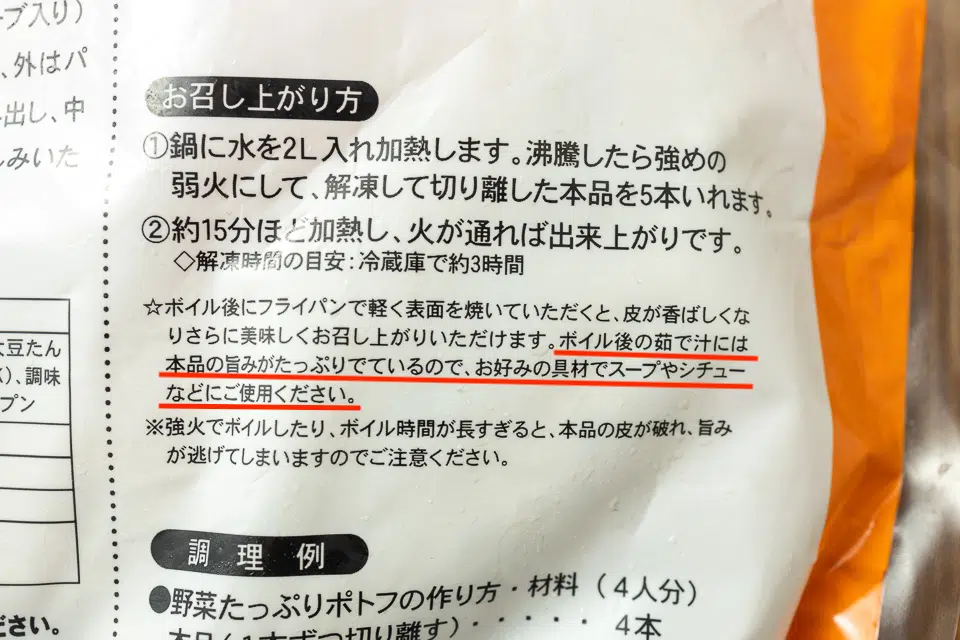 ーブ入り)
、外はパ
出し、中
しみいた
大豆たん
)、調味
プン
ださい。
お召し上がり方
①鍋に水を2L入れ加熱します。沸騰したら強めの
弱火にして、解凍して切り離した本品を5本いれます。
②約15分ほど加熱し、火が通れば出来上がりです。
◇解凍時間の目安:冷蔵庫で約3時間
☆ボイル後にフライパンで軽く表面を焼いていただくと、皮が香ばしくな
りさらに美味しくお召し上がりいただけます。ボイル後の茹で汁には
本品の旨みがたっぷりでているので、お好みの具材でスープやシチュー
などにご使用ください。
※強火でボイルしたり、ボイル時間が長すぎると、本品の皮が破れ、旨み
が逃げてしまいますのでご注意ください。
調理例
●野菜たっぷりポトフの作り方・材料(4人分)
本品(1本ずつ切り離す)・・・・・4本